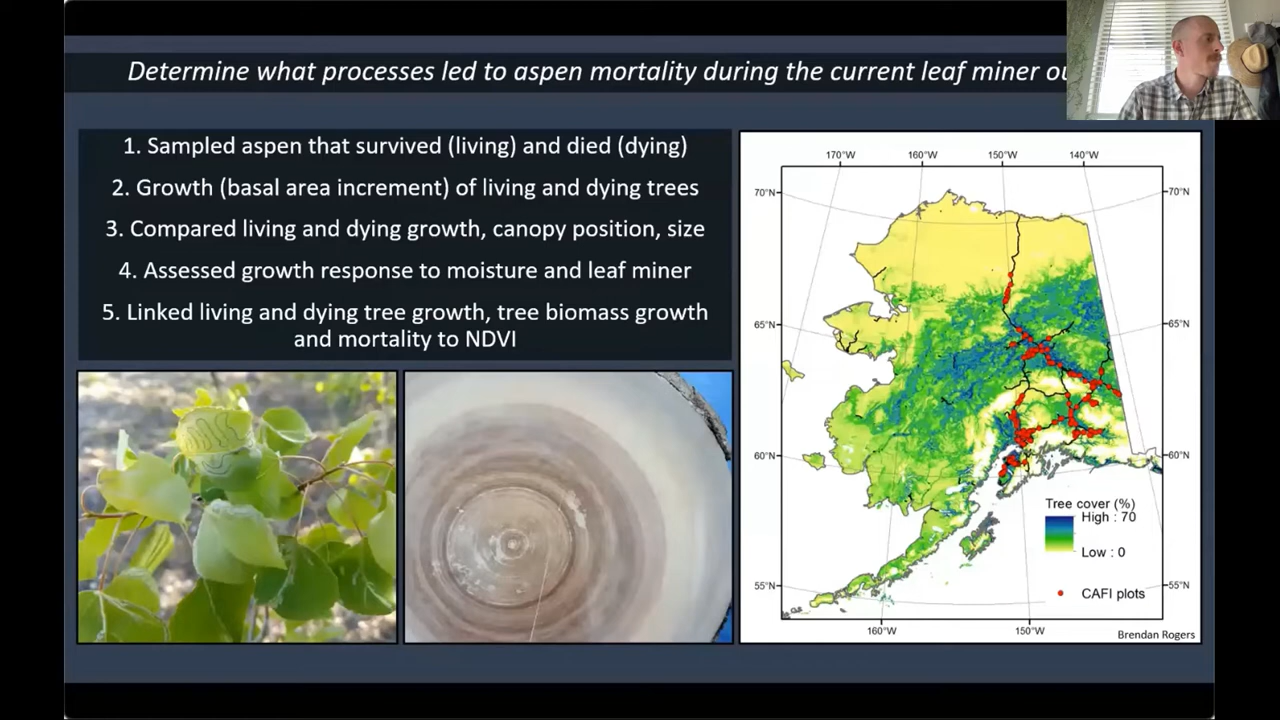 Determine what processes led to aspen mortality during the current leaf miner
1. Sampled aspen that survived (living) and died (dying)
2. Growth (basal area increment) of living and dying trees
3. Compared living and dying growth, canopy position, size
4. Assessed growth response to moisture and leaf miner
5. Linked living and dying tree growth, tree biomass growth
and mortality to NDVI
170°W 160°W 150°W 140°W
70°N 70°N
65°N 65°N
60°N 60°N
55°N 55°N
Tree cover (%)
High : 70
Low : 0
CAFI plots
160°W 150°W
Brendan Rogers